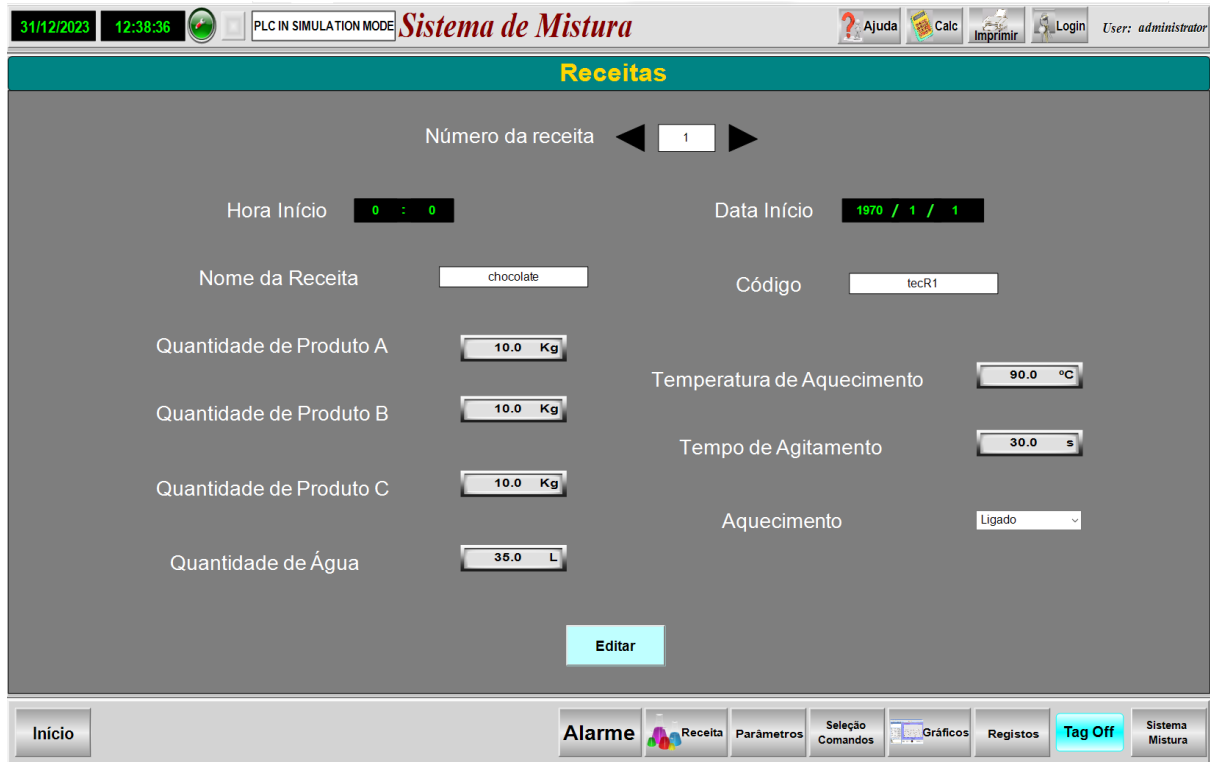 31/12/2023 12:38:36 PLC IN SIMULATION MODE Sistema de Mistura Ajuda Calc Imprimir Login User: administrator
Receitas
Número da receita 1
Hora Início 0 : 0 Data Início 1970 / 1 / 1
Nome da Receita chocolate Código tecR1
Quantidade de Produto A 10.0 Kg
Temperatura de Aquecimento 90.0 ºC
Quantidade de Produto B 10.0 Kg
Tempo de Agitamento 30.0 s
Quantidade de Produto C 10.0 Kg
Aquecimento Ligado
Quantidade de Água 35.0 L
Editar
Início Alarme Receita Parâmetros Seleção Comandos Gráficos Registos Tag Off Sistema Mistura